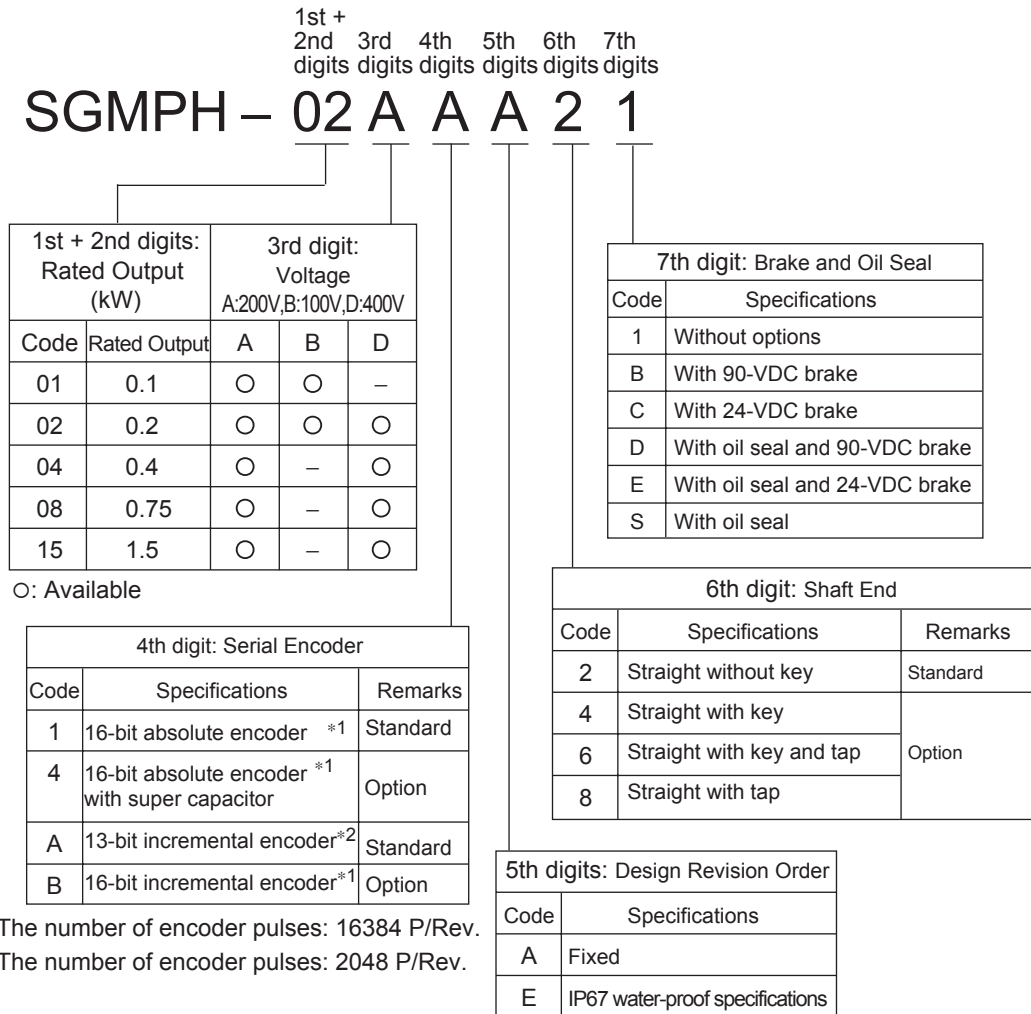 1st +
2nd 3rd 4th 5th 6th 7th
digits digits digits digits digits digits
SGMPH – 02 A A A 2 1
1st + 2nd digits:
Rated Output
(kW)
3rd digit:
Voltage
A:200V,B:100V,D:400V
Code Rated Output A B D
01 0.1 ○ ○ –
02 0.2 ○ ○ ○
04 0.4 ○ – ○
08 0.75 ○ – ○
15 1.5 ○ – ○
○: Available
7th digit: Brake and Oil Seal
Code Specifications
1 Without options
B With 90-VDC brake
C With 24-VDC brake
D With oil seal and 90-VDC brake
E With oil seal and 24-VDC brake
S With oil seal
4th digit: Serial Encoder
Code Specifications Remarks
1 16-bit absolute encoder *1 Standard
4 16-bit absolute encoder *1
with super capacitor Option
A 13-bit incremental encoder*2 Standard
B 16-bit incremental encoder*1 Option
The number of encoder pulses: 16384 P/Rev.
The number of encoder pulses: 2048 P/Rev.
6th digit: Shaft End
Code Specifications Remarks
2 Straight without key Standard
4 Straight with key
6 Straight with key and tap Option
8 Straight with tap
5th digits: Design Revision Order
Code Specifications
A Fixed
E IP67 water-proof specifications